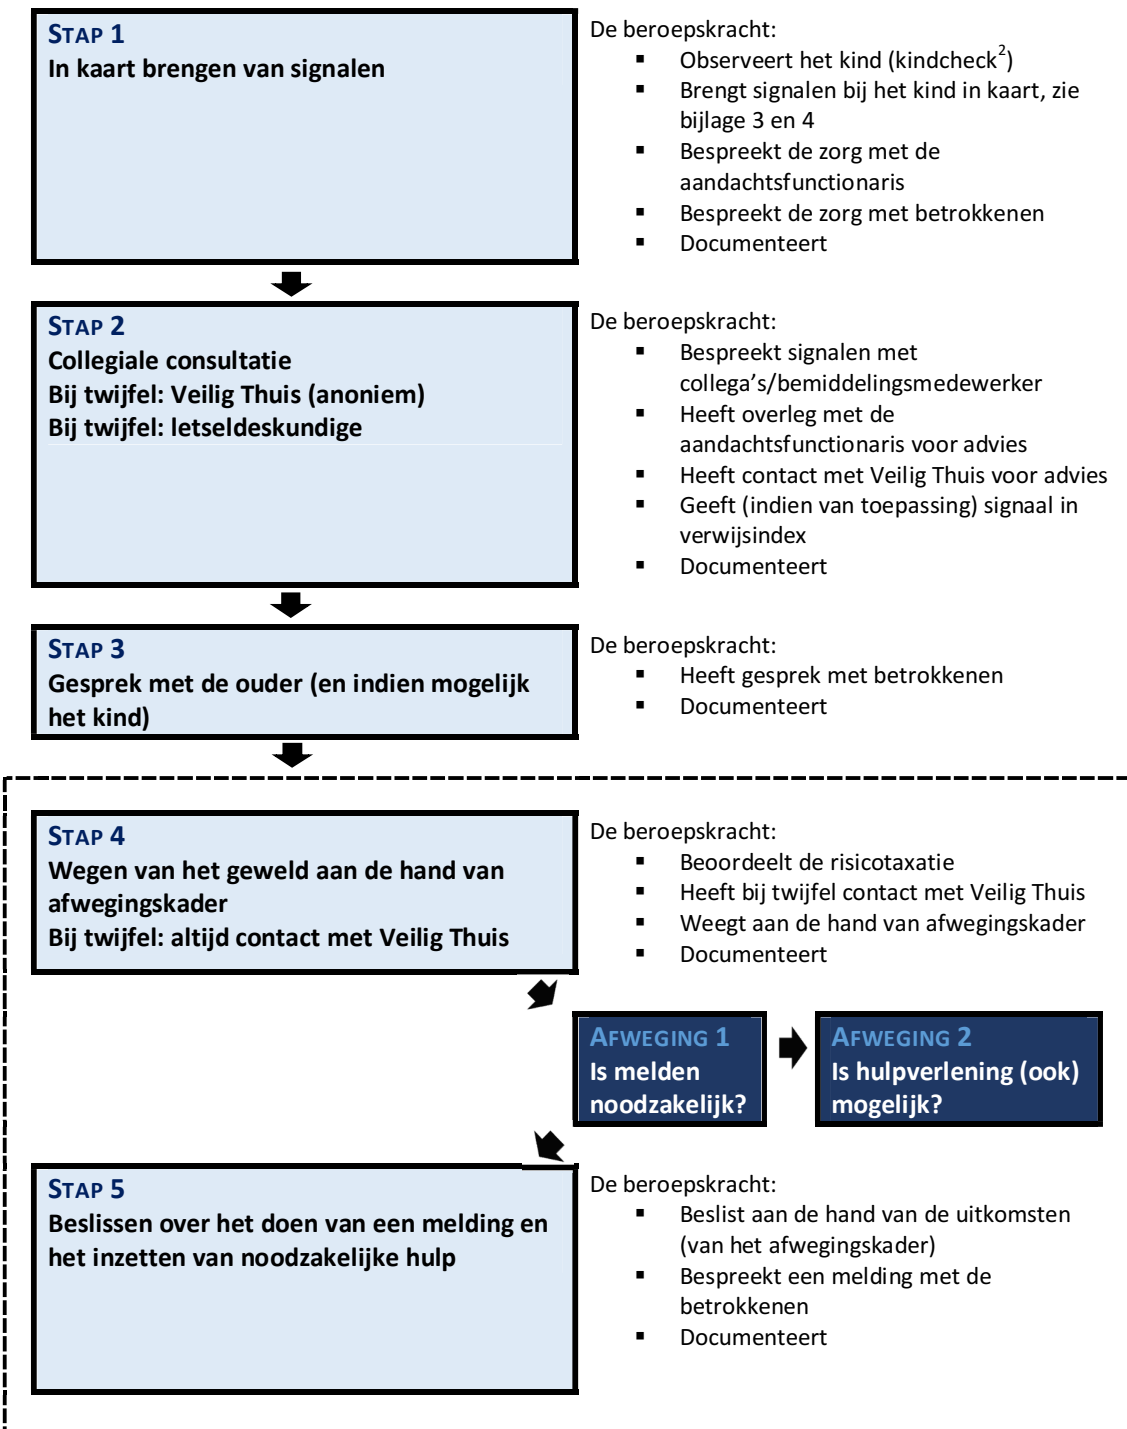 STAP 1
In kaart brengen van signalen
De beroepskracht:
▪ Observeert het kind (kindcheck²)
▪ Brengt signalen bij het kind in kaart, zie
bijlage 3 en 4
▪ Bespreekt de zorg met de
aandachtsfunctionaris
▪ Bespreekt de zorg met betrokkenen
▪ Documenteert
STAP 2
Collegiale consultatie
Bij twijfel: Veilig Thuis (anoniem)
Bij twijfel: letseldeskundige
De beroepskracht:
▪ Bespreekt signalen met
collega’s/bemiddelingsmedewerker
▪ Heeft overleg met de
aandachtsfunctionaris voor advies
▪ Heeft contact met Veilig Thuis voor advies
▪ Geeft (indien van toepassing) signaal in
verwijsindex
▪ Documenteert
STAP 3
Gesprek met de ouder (en indien mogelijk
het kind)
De beroepskracht:
▪ Heeft gesprek met betrokkenen
▪ Documenteert
STAP 4
Wegen van het geweld aan de hand van
afwegingskader
Bij twijfel: altijd contact met Veilig Thuis
De beroepskracht:
▪ Beoordeelt de risicotaxatie
▪ Heeft bij twijfel contact met Veilig Thuis
▪ Weegt aan de hand van afwegingskader
▪ Documenteert
AFWEGING 1
Is melden
noodzakelijk?
AFWEGING 2
Is hulpverlening (ook)
mogelijk?
STAP 5
Beslissen over het doen van een melding en
het inzetten van noodzakelijke hulp
De beroepskracht:
▪ Beslist aan de hand van de uitkomsten
(van het afwegingskader)
▪ Bespreekt een melding met de
betrokkenen
▪ Documenteert